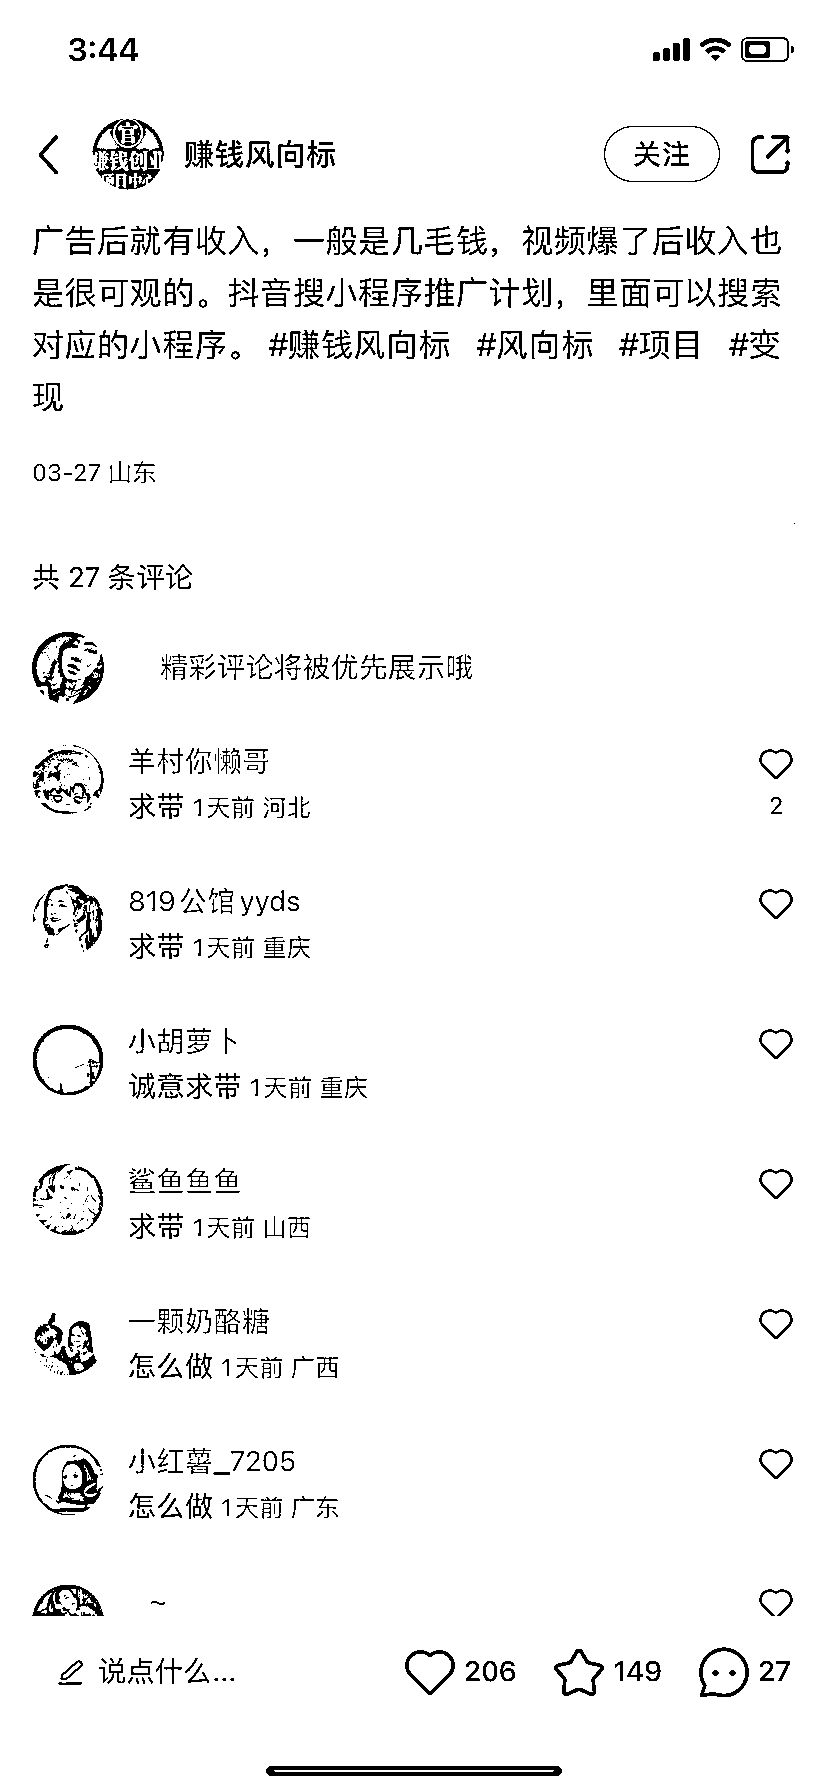 3:44
赚钱风向标
关注
广告后就有收入，一般是几毛钱，视频爆了后收入也
是很可观的。抖音搜小程序推广计划，里面可以搜索
对应的小程序。 #赚钱风向标 #风向标 #项目 #变
现
03-27 山东
共 27 条评论
精彩评论将被优先展示哦
羊村你懒哥
求带 1天前 河北
2
819公馆yyds
求带 1天前 重庆
小胡萝卜
诚意求带 1天前 重庆
鲨鱼鱼鱼
求带 1天前 山西
一颗奶酪糖
怎么做 1天前 广西
小红薯_7205
怎么做 1天前 广东
~
说点什么...
206
149
27